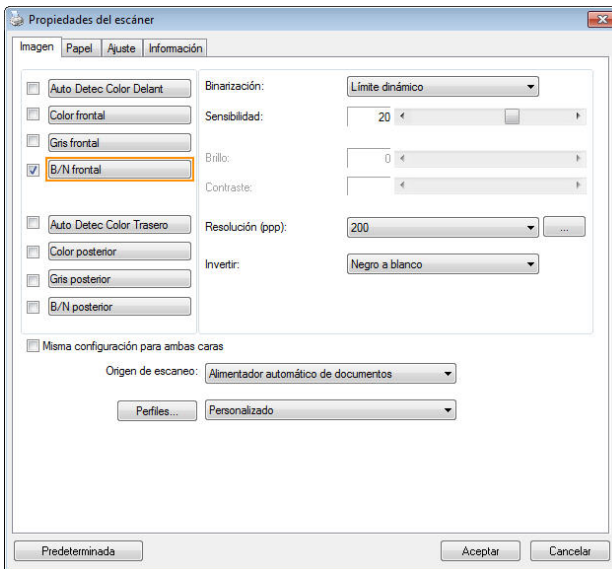 Propiedades del escáner
Imagen Papel Ajuste Información
Auto Detec Color Delant
Color frontal
Gris frontal
B/N frontal
Auto Detec Color Trasero
Color posterior
Gris posterior
B/N posterior
Binarización: Límite dinámico
Sensibilidad: 20
Brillo: 0
Contraste:
Resolución (ppp): 200 ...
Invertir: Negro a blanco
Misma configuración para ambas caras
Origen de escaneo: Alimentador automático de documentos
Perfiles... Personalizado
Predeterminada Aceptar Cancelar